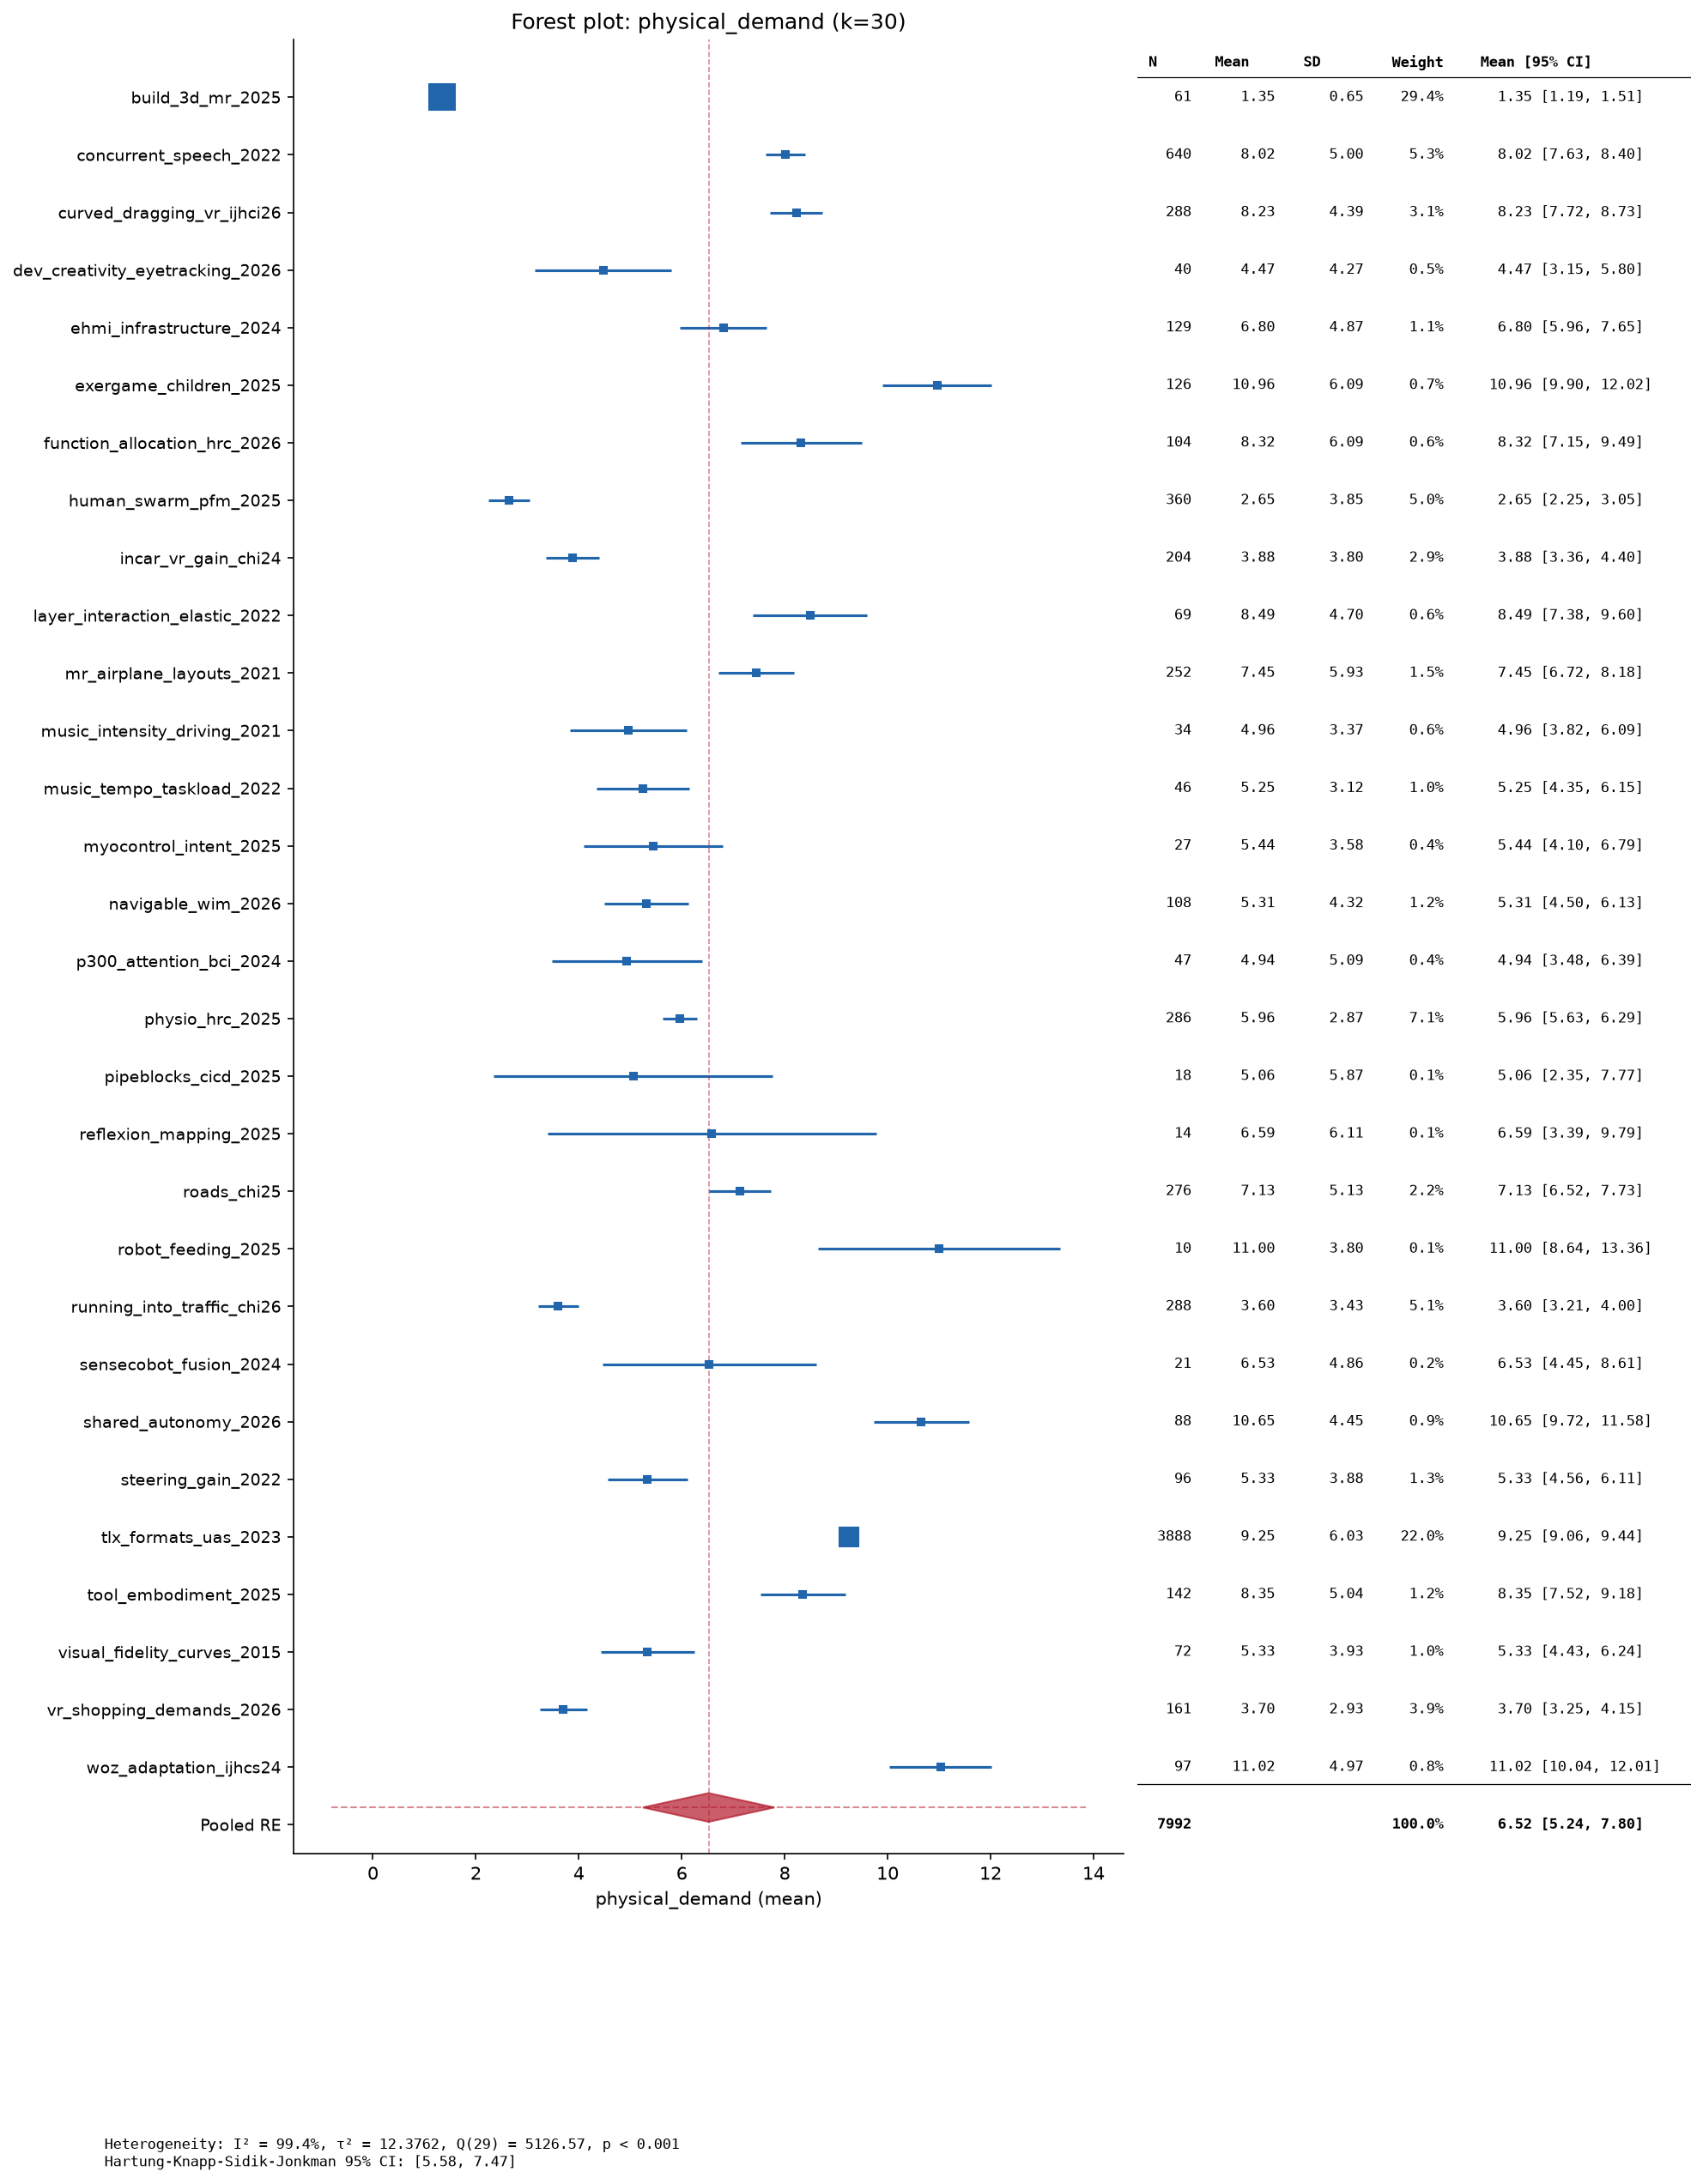 Forest plot: physical_demand (k=30)
N Mean SD Weight Mean [95% CI]
build_3d_mr_2025 61 1.35 0.65 29.4% 1.35 [1.19, 1.51]
concurrent_speech_2022 640 8.02 5.00 5.3% 8.02 [7.63, 8.40]
curved_dragging_vr_ijhci26 288 8.23 4.39 3.1% 8.23 [7.72, 8.73]
dev_creativity_eyetracking_2026 40 4.47 4.27 0.5% 4.47 [3.15, 5.80]
ehmi_infrastructure_2024 129 6.80 4.87 1.1% 6.80 [5.96, 7.65]
exergame_children_2025 126 10.96 6.09 0.7% 10.96 [9.90, 12.02]
function_allocation_hrc_2026 104 8.32 6.09 0.6% 8.32 [7.15, 9.49]
human_swarm_pfm_2025 360 2.65 3.85 5.0% 2.65 [2.25, 3.05]
incar_vr_gain_chi24 204 3.88 3.80 2.9% 3.88 [3.36, 4.40]
layer_interaction_elastic_2022 69 8.49 4.70 0.6% 8.49 [7.38, 9.60]
mr_airplane_layouts_2021 252 7.45 5.93 1.5% 7.45 [6.72, 8.18]
music_intensity_driving_2021 34 4.96 3.37 0.6% 4.96 [3.82, 6.09]
music_tempo_taskload_2022 46 5.25 3.12 1.0% 5.25 [4.35, 6.15]
myocontrol_intent_2025 27 5.44 3.58 0.4% 5.44 [4.10, 6.79]
navigable_wim_2026 108 5.31 4.32 1.2% 5.31 [4.50, 6.13]
p300_attention_bci_2024 47 4.94 5.09 0.4% 4.94 [3.48, 6.39]
physio_hrc_2025 286 5.96 2.87 7.1% 5.96 [5.63, 6.29]
pipeblocks_cicd_2025 18 5.06 5.87 0.1% 5.06 [2.35, 7.77]
reflexion_mapping_2025 14 6.59 6.11 0.1% 6.59 [3.39, 9.79]
roads_chi25 276 7.13 5.13 2.2% 7.13 [6.52, 7.73]
robot_feeding_2025 10 11.00 3.80 0.1% 11.00 [8.64, 13.36]
running_into_traffic_chi26 288 3.60 3.43 5.1% 3.60 [3.21, 4.00]
sensecobot_fusion_2024 21 6.53 4.86 0.2% 6.53 [4.45, 8.61]
shared_autonomy_2026 88 10.65 4.45 0.9% 10.65 [9.72, 11.58]
steering_gain_2022 96 5.33 3.88 1.3% 5.33 [4.56, 6.11]
tlx_formats_uas_2023 3888 9.25 6.03 22.0% 9.25 [9.06, 9.44]
tool_embodiment_2025 142 8.35 5.04 1.2% 8.35 [7.52, 9.18]
visual_fidelity_curves_2015 72 5.33 3.93 1.0% 5.33 [4.43, 6.24]
vr_shopping_demands_2026 161 3.70 2.93 3.9% 3.70 [3.25, 4.15]
woz_adaptation_ijhcs24 97 11.02 4.97 0.8% 11.02 [10.04, 12.01]
Pooled RE 7992 100.0% 6.52 [5.24, 7.80]
0 2 4 6 8 10 12 14
physical_demand (mean)
Heterogeneity: I² = 99.4%, τ² = 12.3762, Q(29) = 5126.57, p < 0.001
Hartung-Knapp-Sidik-Jonkman 95% CI: [5.58, 7.47]